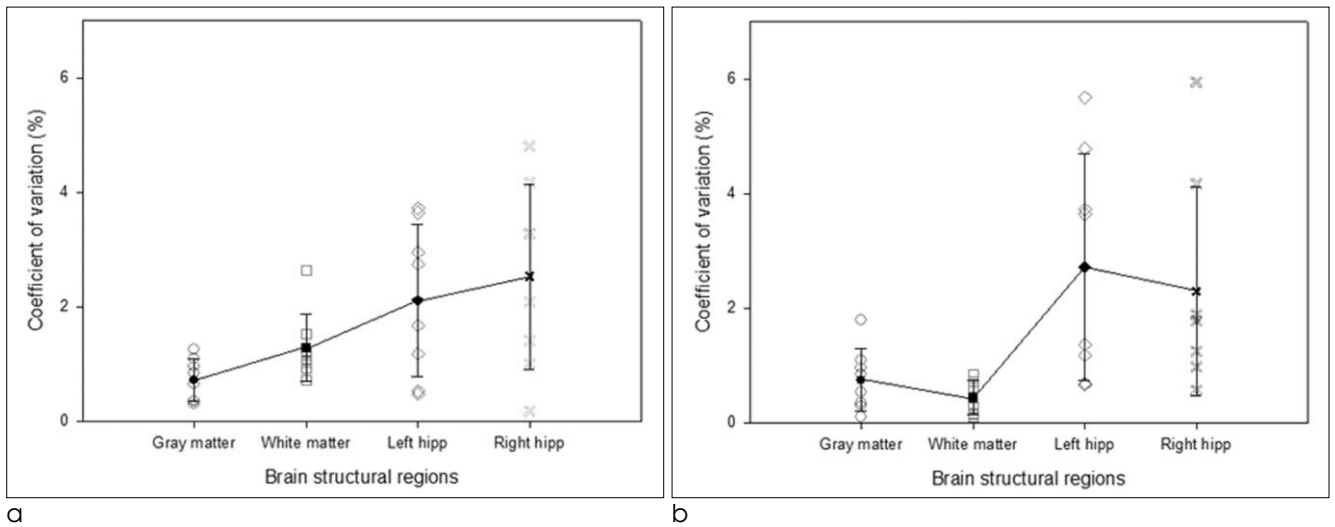 6
4
2
0
Coefficient of variation (%)
Gray matter White matter Left hipp Right hipp
Brain structural regions
a
6
4
2
0
Coefficient of variation (%)
Gray matter White matter Left hipp Right hipp
Brain structural regions
b